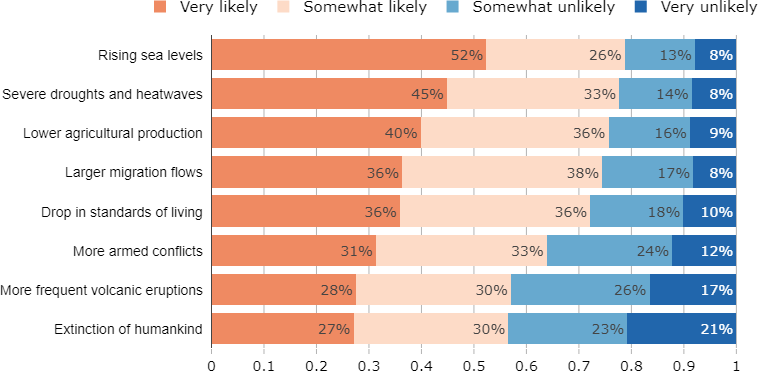 Very likely Somewhat likely Somewhat unlikely Very unlikely
Rising sea levels 52% 26% 13% 8%
Severe droughts and heatwaves 45% 33% 14% 8%
Lower agricultural production 40% 36% 16% 9%
Larger migration flows 36% 38% 17% 8%
Drop in standards of living 36% 36% 18% 10%
More armed conflicts 31% 33% 24% 12%
More frequent volcanic eruptions 28% 30% 26% 17%
Extinction of humankind 27% 30% 23% 21%
0 0.1 0.2 0.3 0.4 0.5 0.6 0.7 0.8 0.9 1